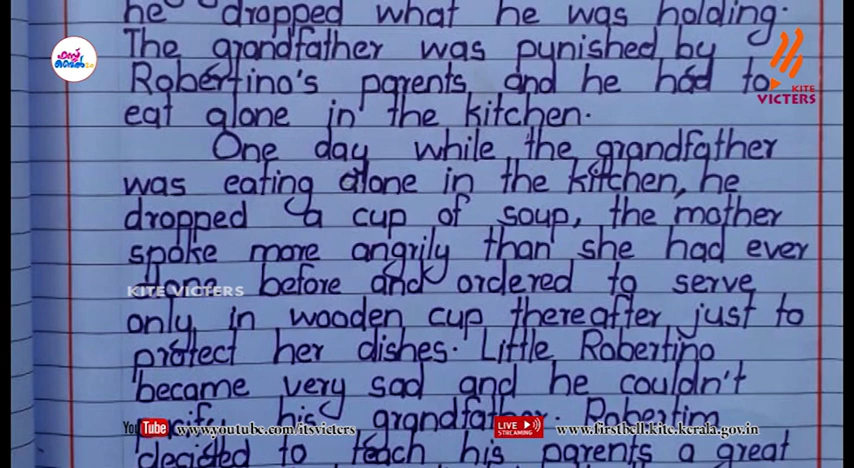 he dropped what he was holding.
The grandfather was punished by
Robertino's parents and he had to
eat alone in the kitchen.
One day while the grandfather
was eating alone in the kitchen, he
dropped a cup of soup, the mother
spoke more angrily than she had ever
done before and ordered to serve
only in wooden cup thereafter just to
protect her dishes. Little Robertino
became very sad and he couldn't
his grandfather. Robertino
decided to teach his parents a great
KITE
VICTERS
KITE VICTERS
YouTube www.youtube.com/itsvicters
LIVE STREAMING www.firstbell.kite.kerala.gov.in